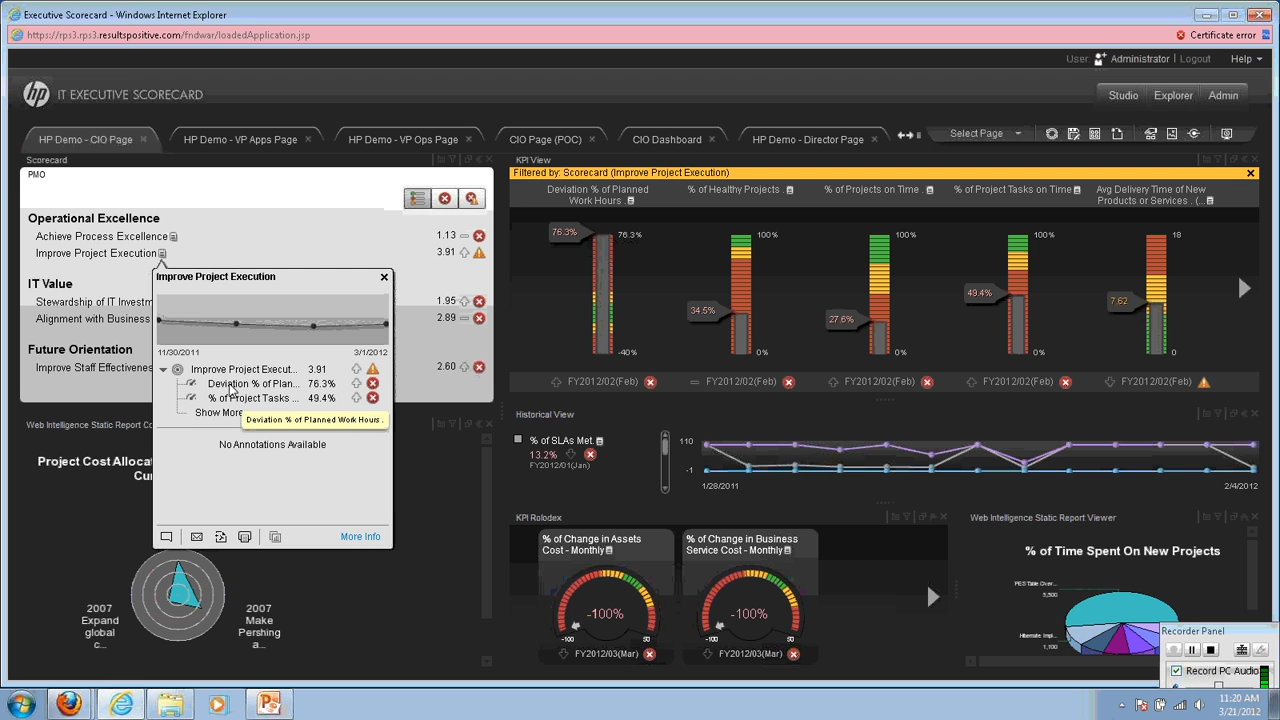 Executive Scorecard - Windows Internet Explorer
https://rps3.rps3.resultspositive.com/fndwar/loadedApplication.jsp
Certificate error
User: Administrator | Logout Help
hp IT EXECUTIVE SCORECARD
Studio Explorer Admin
HP Demo - CIO Page
HP Demo - VP Apps Page
HP Demo - VP Ops Page
CIO Page (POC)
CIO Dashboard
HP Demo - Director Page
Select Page
Scorecard
PMO
Operational Excellence
Achieve Process Excellence 1.13
Improve Project Execution 3.91
IT Value
Stewardship of IT Investm 1.95
Alignment with Business 2.89
Future Orientation
Improve Staff Effectiveness 2.60
Improve Project Execution
11/30/2011 3/1/2012
Improve Project Execut... 3.91
Deviation % of Plan... 76.3%
% of Project Tasks ... 49.4%
Show More
Deviation % of Planned Work Hours .
No Annotations Available
More Info
Web Intelligence Static Report Co
Project Cost Alloca
Cur
2007
Expand
global
c...
2007
Make
Pershing
a...
KPI View
Filtered by: Scorecard (Improve Project Execution)
Deviation % of Planned
Work Hours .
76.3%
76.3%
-40%
FY2012/02(Feb)
% of Healthy Projects .
100%
34.5%
0%
FY2012/02(Feb)
% of Projects on Time .
100%
27.6%
0%
FY2012/02(Feb)
% of Project Tasks on Time
100%
49.4%
0%
FY2012/02(Feb)
Avg Delivery Time of New
Products or Services . (...
18
7.62
0
FY2012/02(Feb)
Historical View
% of SLAs Met.
13.2%
FY2012/01(Jan)
110
-1
1/28/2011 2/4/2012
KPI Rolodex
% of Change in Assets
Cost - Monthly
-100%
-100 50
FY2012/03(Mar)
% of Change in Business
Service Cost - Monthly
-100%
-100 50
FY2012/03(Mar)
Web Intelligence Static Report Viewer
% of Time Spent On New Projects
3,500
Hibernate Impl...
1,100
Recorder Panel
Record PC Audio
11:20 AM
3/21/2012